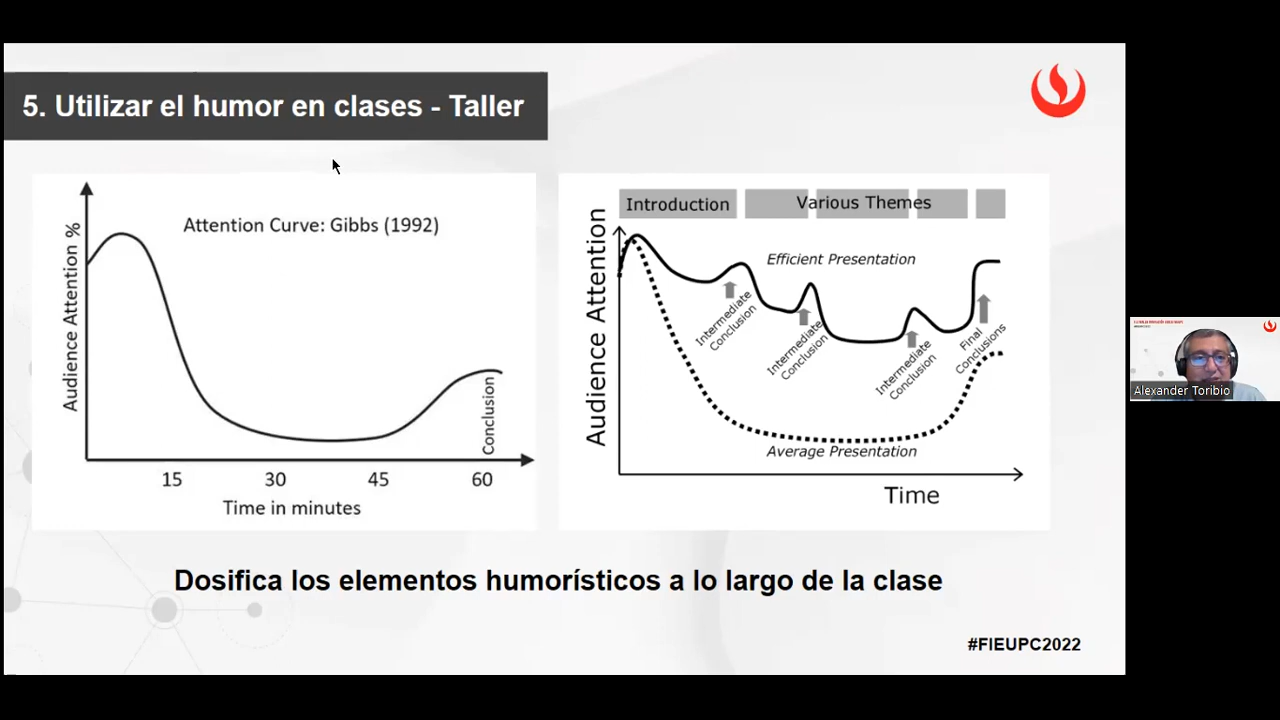 5. Utilizar el humor en clases - Taller
Attention Curve: Gibbs (1992)
Audience Attention %
Conclusion
15 30 45 60
Time in minutes
Introduction
Various Themes
Audience Attention
Efficient Presentation
Intermediate
Conclusion
Intermediate
Conclusion
Intermediate
Conclusion
Final
Conclusions
Average Presentation
Time
Dosifica los elementos humorísticos a lo largo de la clase
#FIEUPC2022
Alexander Toribio